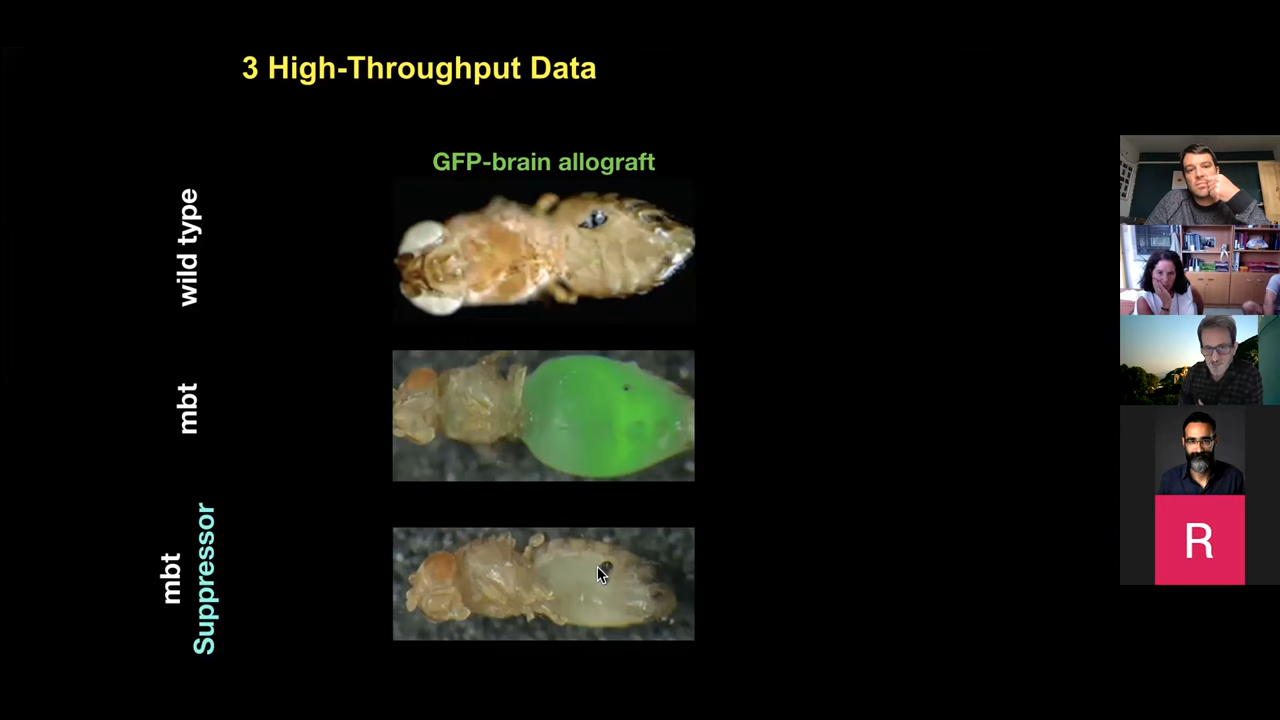 3 High-Throughput Data
GFP-brain allograft
wild type
mbt
mbt
Suppressor
R